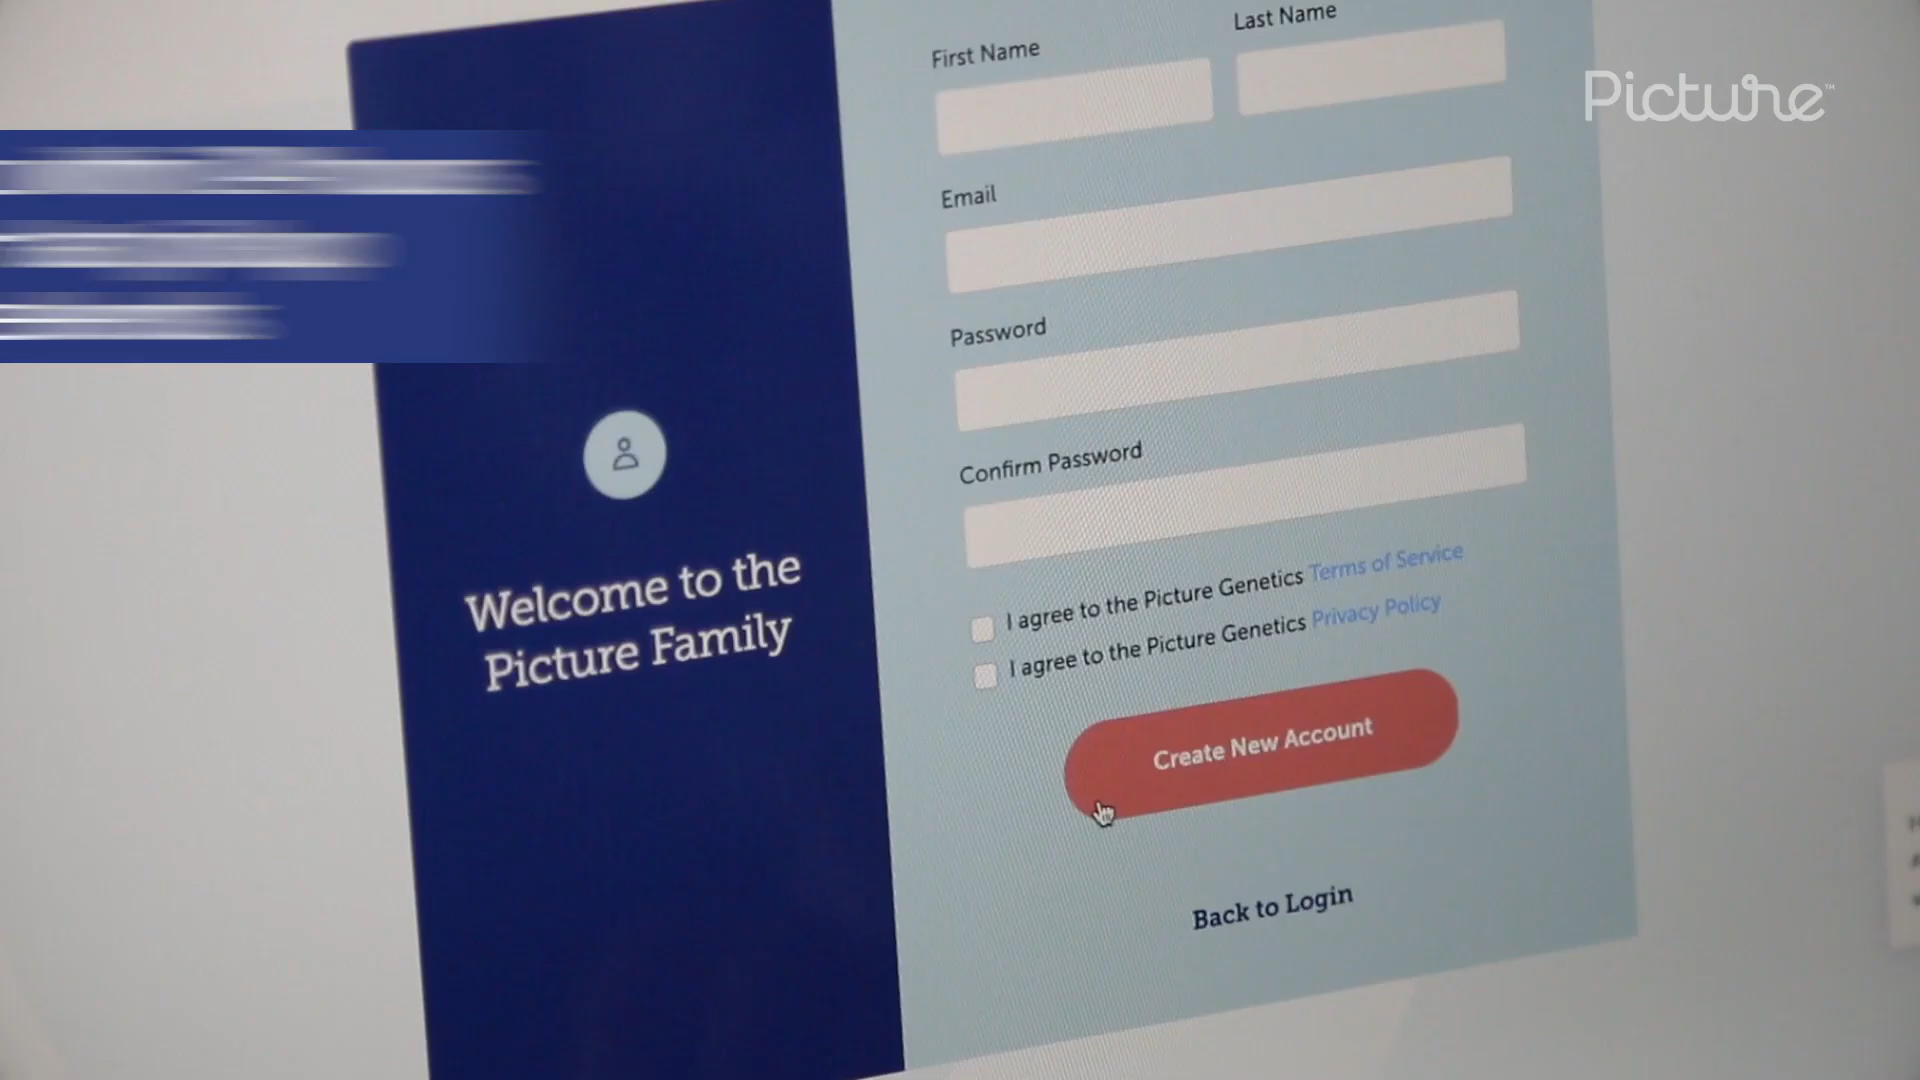 Last Name
First Name
Picture™
Email
Password
Confirm Password
Welcome to the
Picture Family
I agree to the Picture Genetics Terms of Service
I agree to the Picture Genetics Privacy Policy
Create New Account
Back to Login